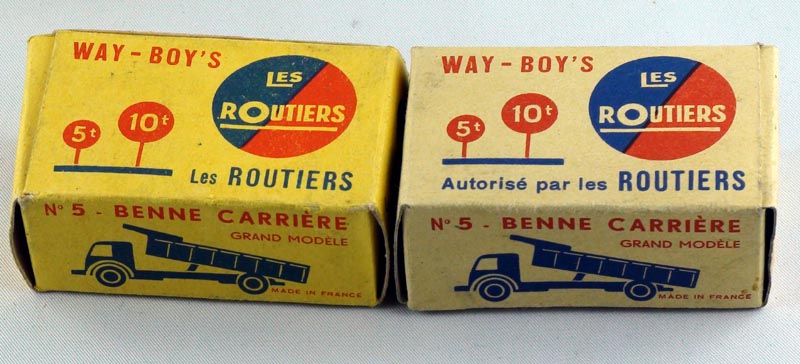 WAY-BOY'S
LES
ROUTIERS
5t
10t
Les ROUTIERS
N° 5 - BENNE CARRIÈRE
GRAND MODÈLE
MADE IN FRANCE
WAY-BOY'S
LES
ROUTIERS
5t
10t
Autorisé par les ROUTIERS
N° 5 - BENNE CARRIÈRE
GRAND MODÈLE
MADE IN FRANCE